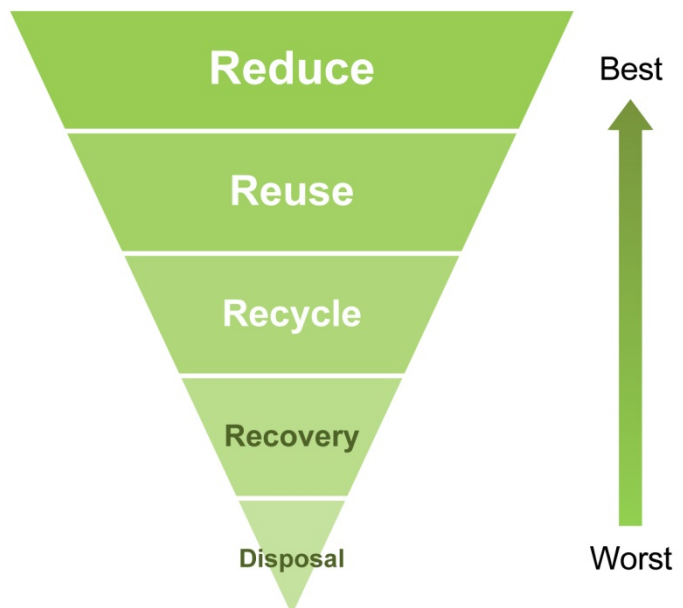 Reduce
Best
Reuse
Recycle
Recovery
Disposal
Worst